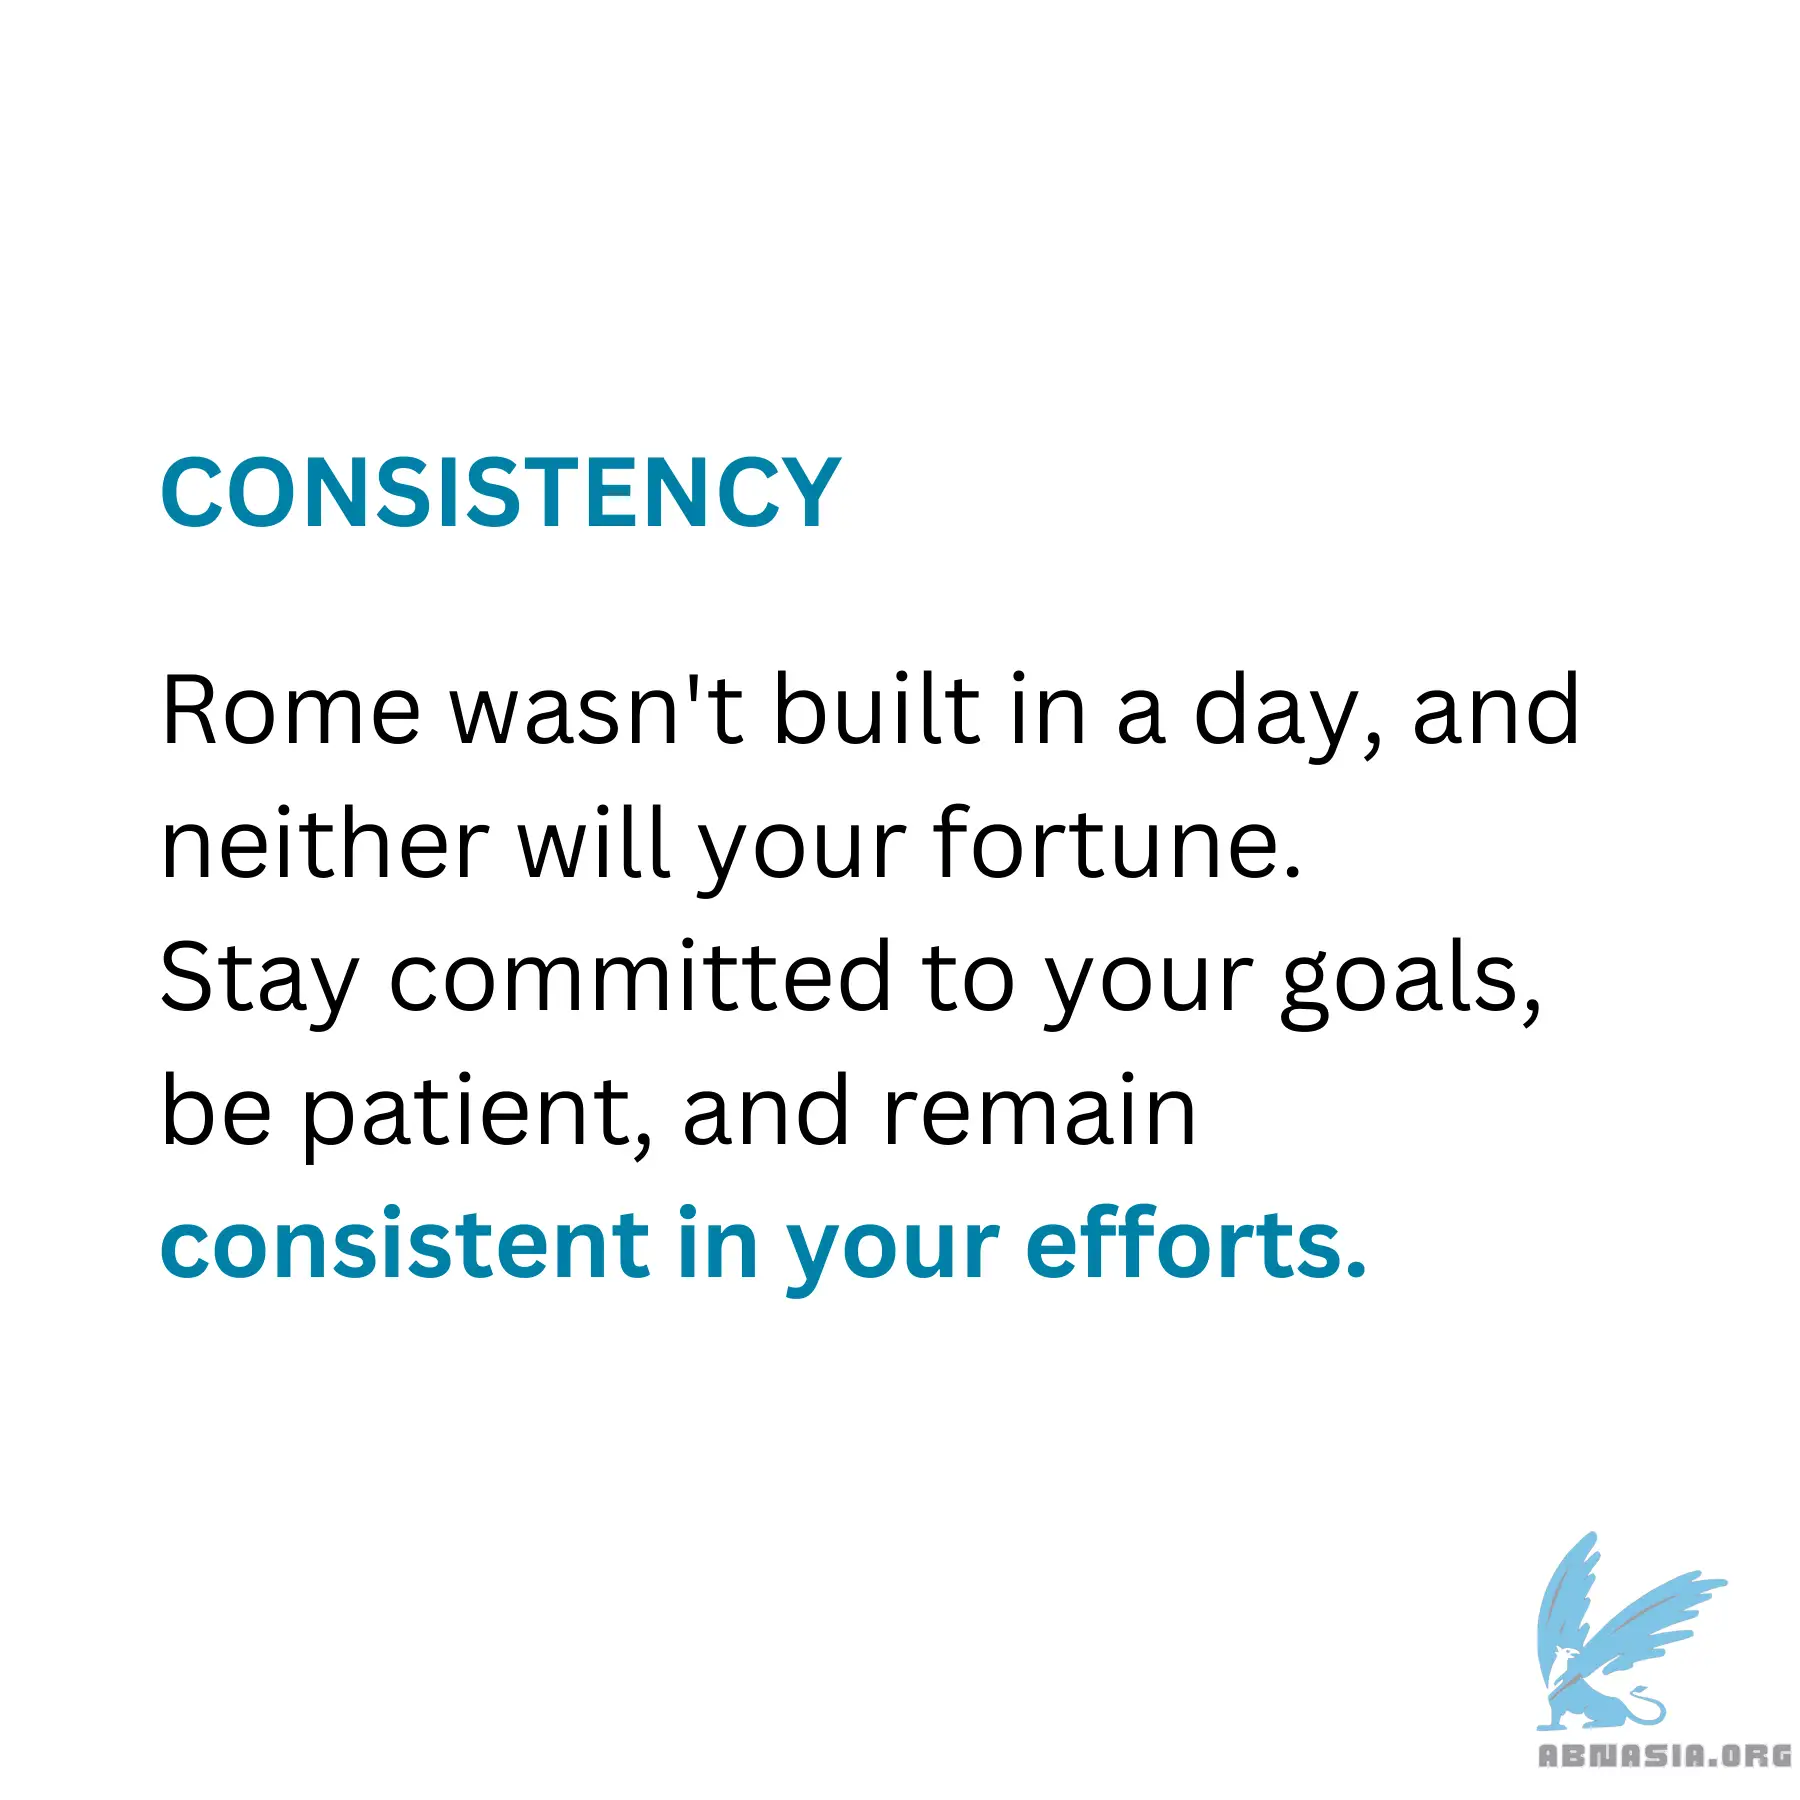 CONSISTENCY
Rome wasn't built in a day, and
neither will your fortune.
Stay committed to your goals,
be patient, and remain
consistent in your efforts.
ABNASIA.ORG